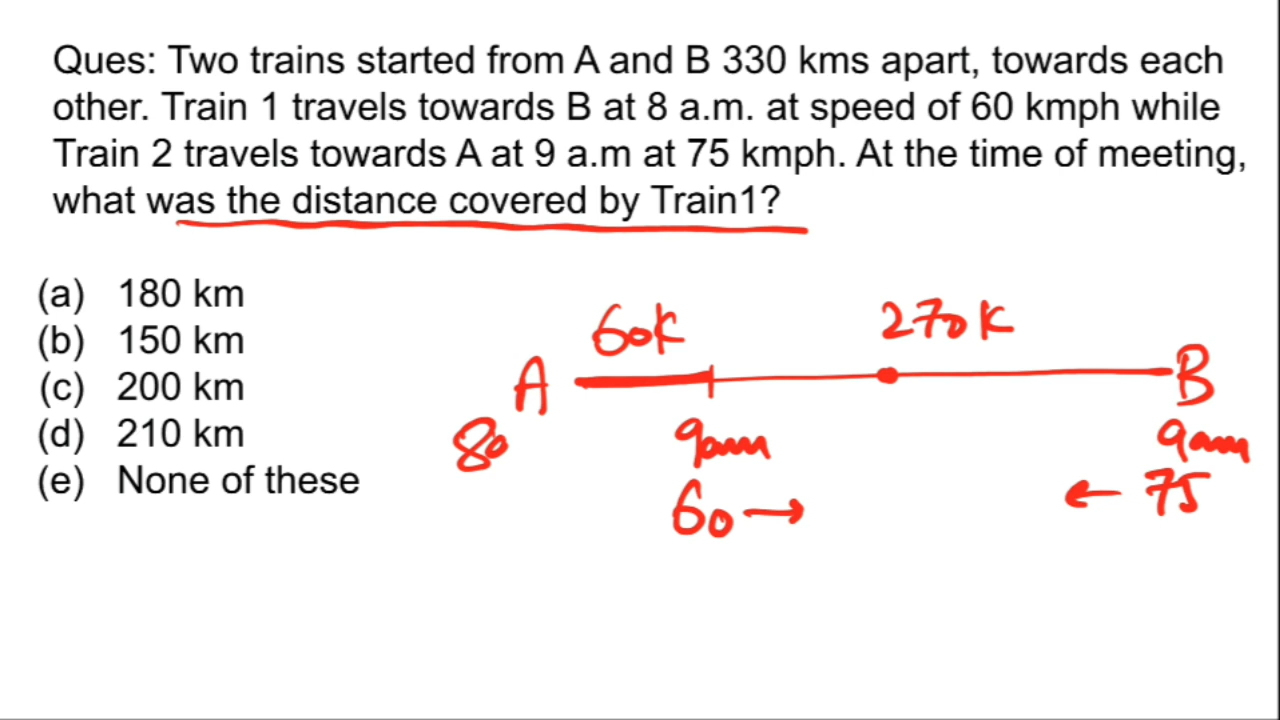 Ques: Two trains started from A and B 330 kms apart, towards each
other. Train 1 travels towards B at 8 a.m. at speed of 60 kmph while
Train 2 travels towards A at 9 a.m at 75 kmph. At the time of meeting,
what was the distance covered by Train1?
(a) 180 km
(b) 150 km
(c) 200 km
(d) 210 km
(e) None of these
60k 270k
A B
80 9am 9am
60 → ← 75